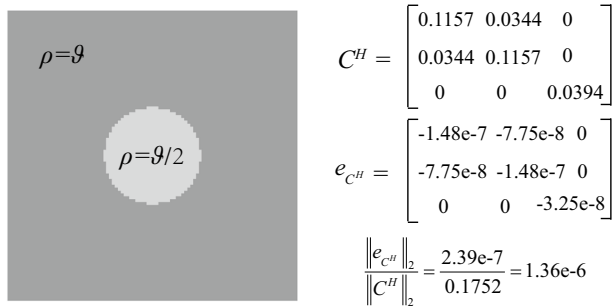 ρ=ϑ
ρ=ϑ/2
C^H = [0.1157 0.0344 0
0.0344 0.1157 0
0 0 0.0394]
e_{C^H} = [-1.48e-7 -7.75e-8 0
-7.75e-8 -1.48e-7 0
0 0 -3.25e-8]
‖e_{C^H}‖₂ / ‖C^H‖₂ = 2.39e-7 / 0.1752 = 1.36e-6